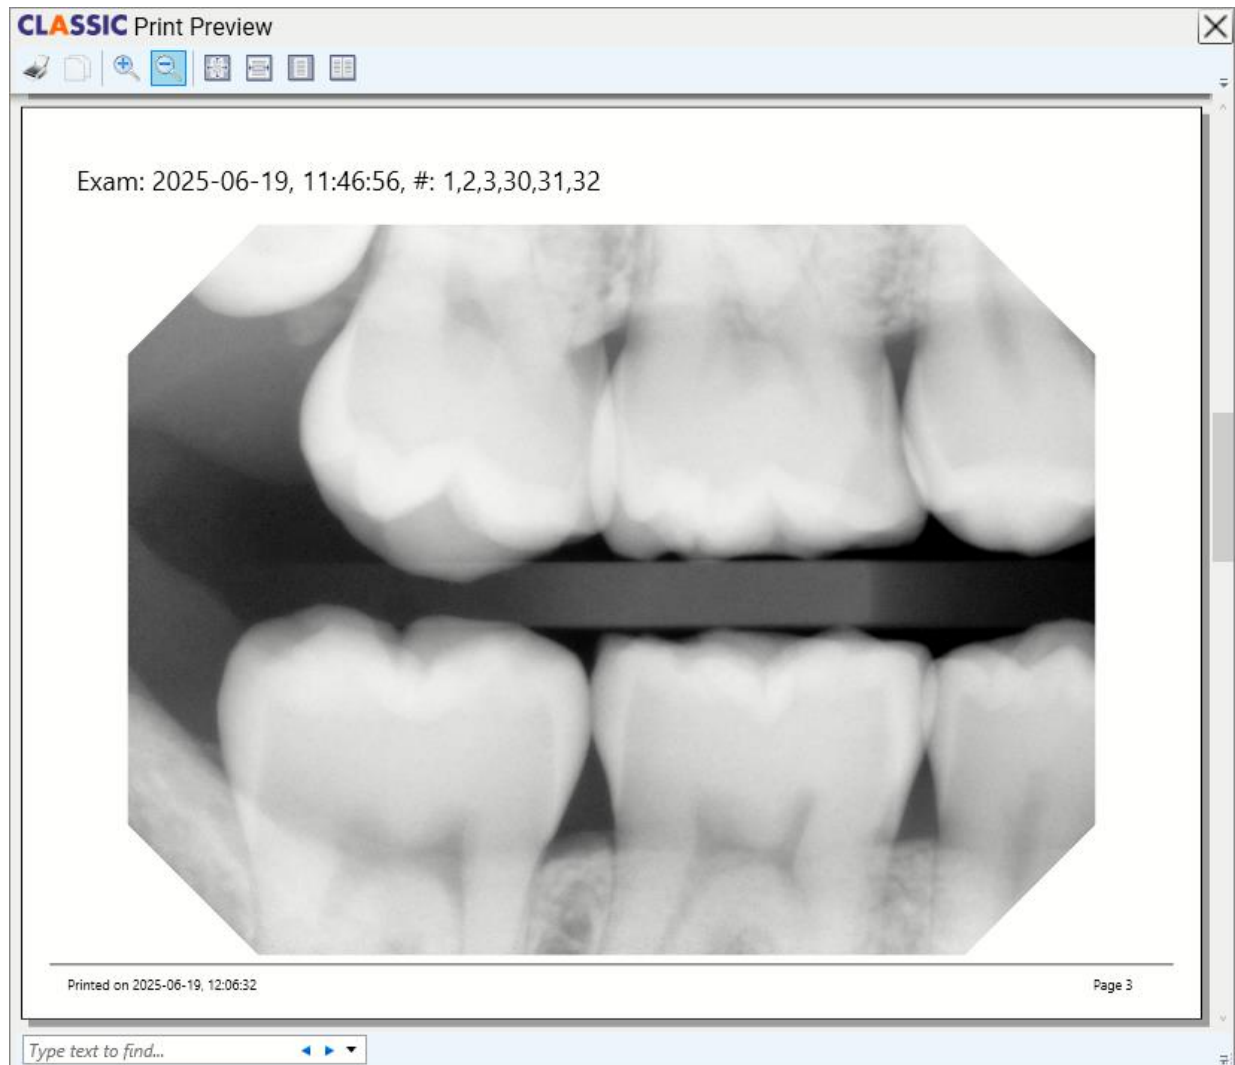 CLASSIC Print Preview
Exam: 2025-06-19, 11:46:56, #: 1,2,3,30,31,32
Printed on 2025-06-19, 12:06:32
Page 3
Type text to find...